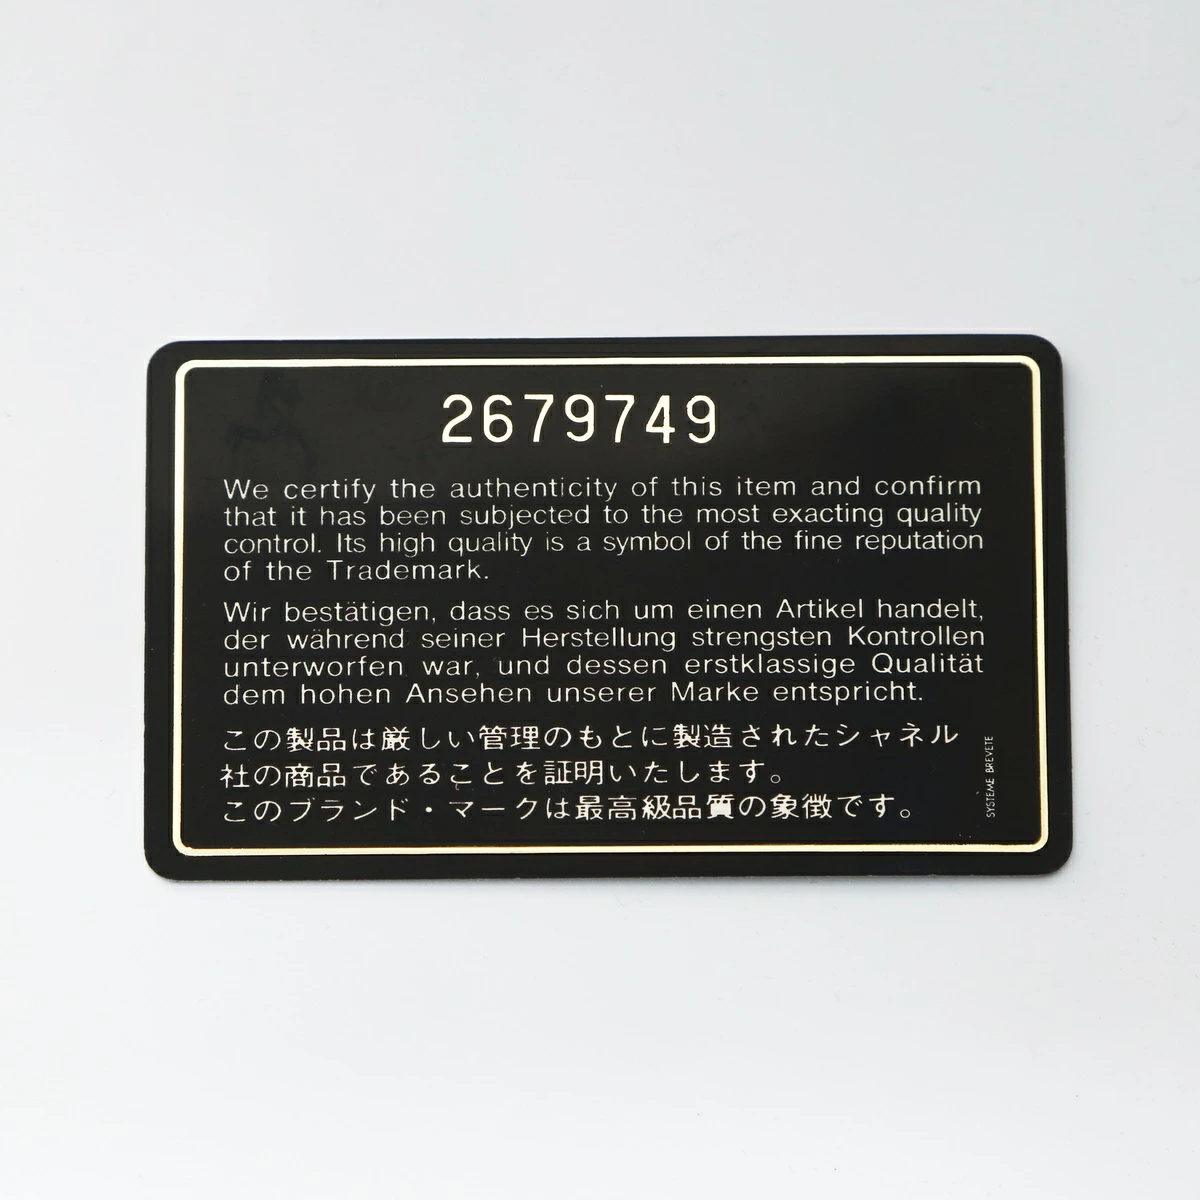 2679749
We certify the authenticity of this item and confirm
that it has been subjected to the most exacting quality
control. Its high quality is a symbol of the fine reputation
of the Trademark.
Wir bestätigen, dass es sich um einen Artikel handelt,
der während seiner Herstellung strengsten Kontrollen
unterworfen war, und dessen erstklassige Qualität
dem hohen Ansehen unserer Marke entspricht.
この製品は厳しい管理のもとに製造されたシャネル
社の商品であることを証明いたします。
このブランド・マークは最高級品質の象徴です。
SYSTEME BREVETE